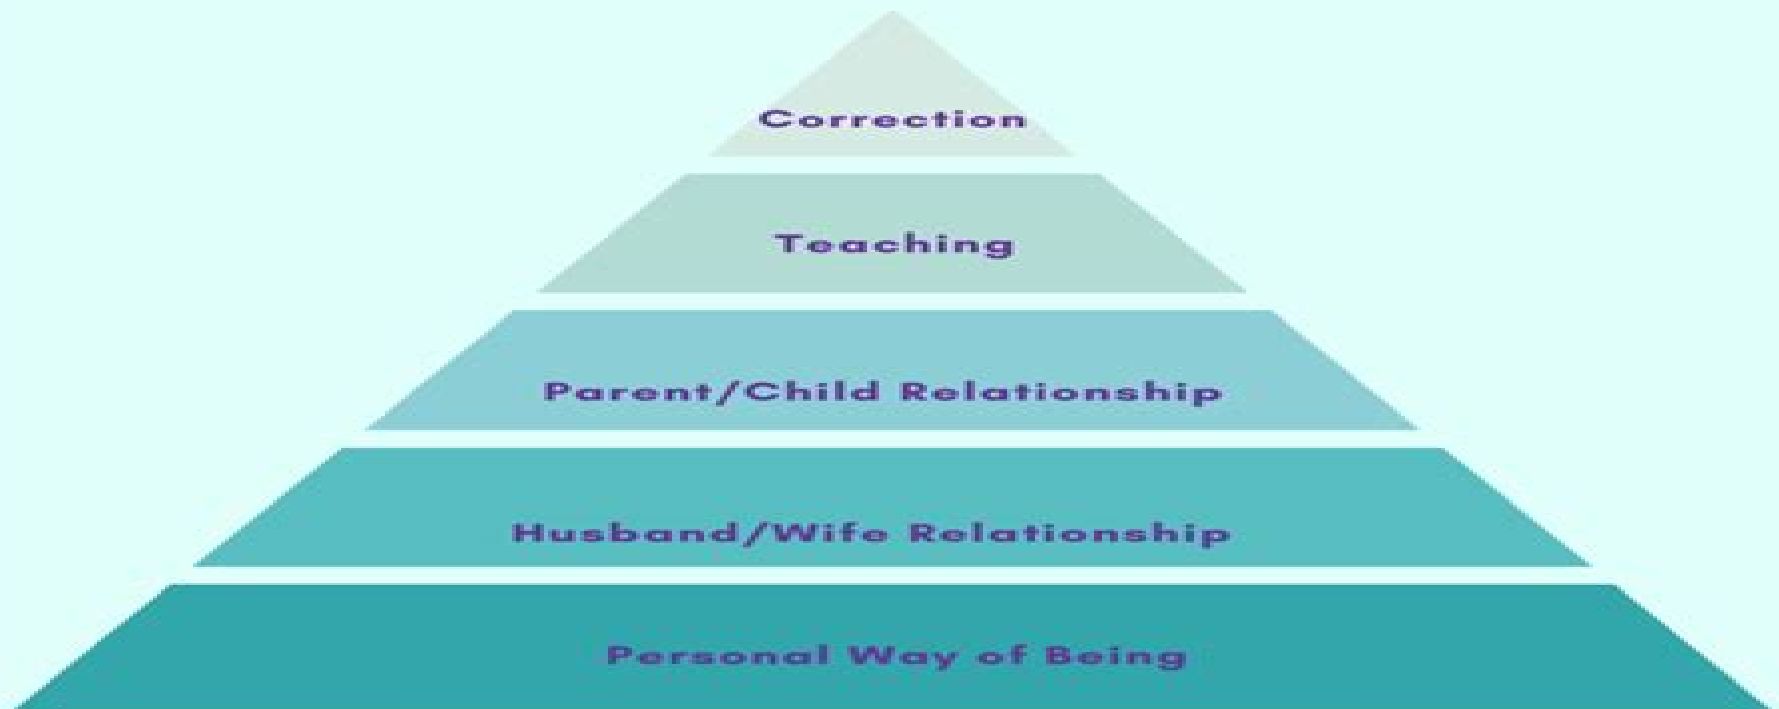 Correction
Teaching
Parent/Child Relationship
Husband/Wife Relationship
Personal Way of Being